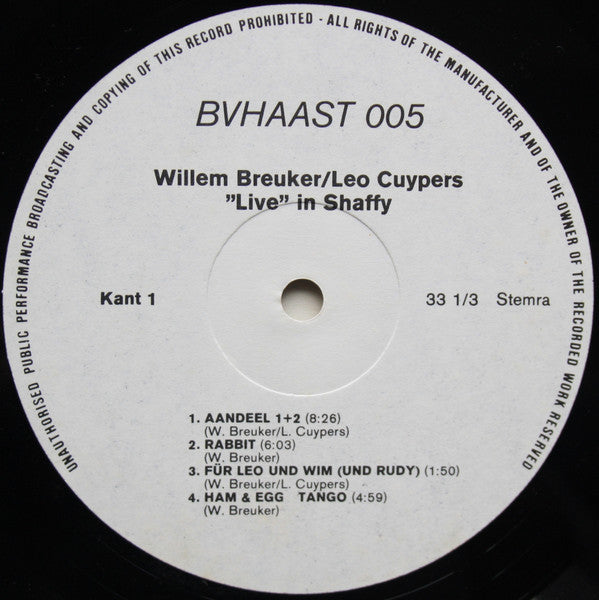 UNAUTHORISED PUBLIC PERFORMANCE BROADCASTING AND COPYING OF THIS RECORD PROHIBITED - ALL RIGHTS OF THE MANUFACTURER AND OF THE OWNER OF THE RECORDED WORK RESERVED
BVHAAST 005
Willem Breuker/Leo Cuypers
”Live” in Shaffy
Kant 1 33 1/3 Stemra
1. AANDEEL 1+2 (8:26)
(W. Breuker/L. Cuypers)
2. RABBIT (6:03)
(W. Breuker)
3. FÜR LEO UND WIM (UND RUDY) (1:50)
(W. Breuker/L. Cuypers)
4. HAM & EGG TANGO (4:59)
(W. Breuker)